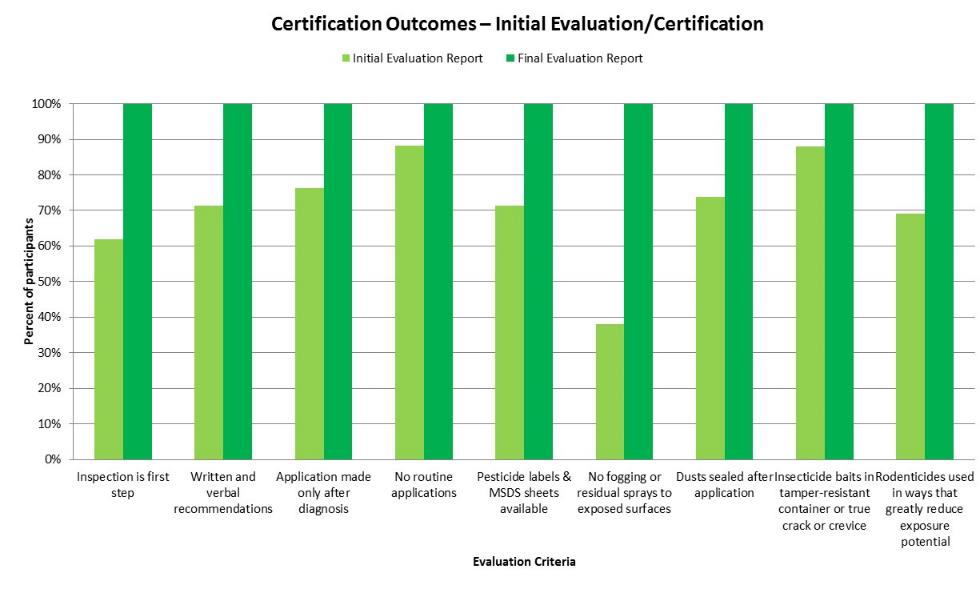 Certification Outcomes – Initial Evaluation/Certification
Initial Evaluation Report Final Evaluation Report
100%
90%
80%
70%
60%
50%
40%
30%
20%
10%
0%
Percent of participants
Inspection is first
step
Written and
verbal
recommendations
Application made
only after
diagnosis
No routine
applications
Pesticide labels &
MSDS sheets
available
No fogging or
residual sprays to
exposed surfaces
Dusts sealed after
application
Insecticide baits in
tamper-resistant
container or true
crack or crevice
Rodenticides used
in ways that
greatly reduce
exposure
potential
Evaluation Criteria